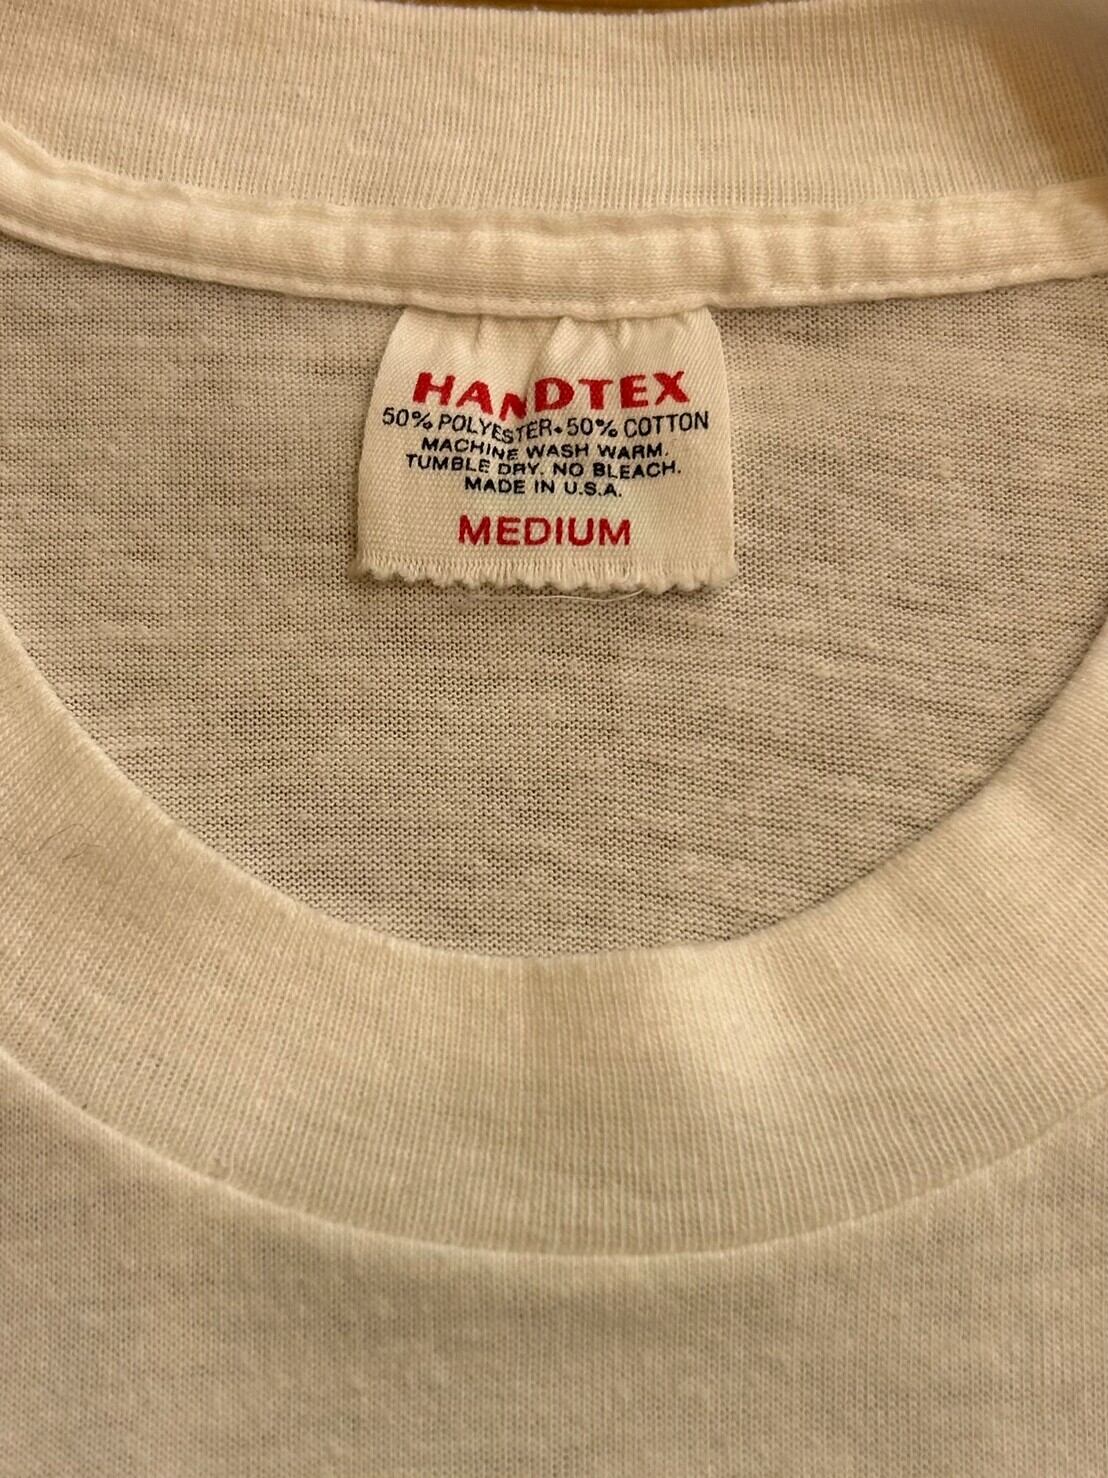 HANDTEX
50% POLYESTER • 50% COTTON
MACHINE WASH WARM.
TUMBLE DRY. NO BLEACH.
MADE IN U.S.A.
MEDIUM